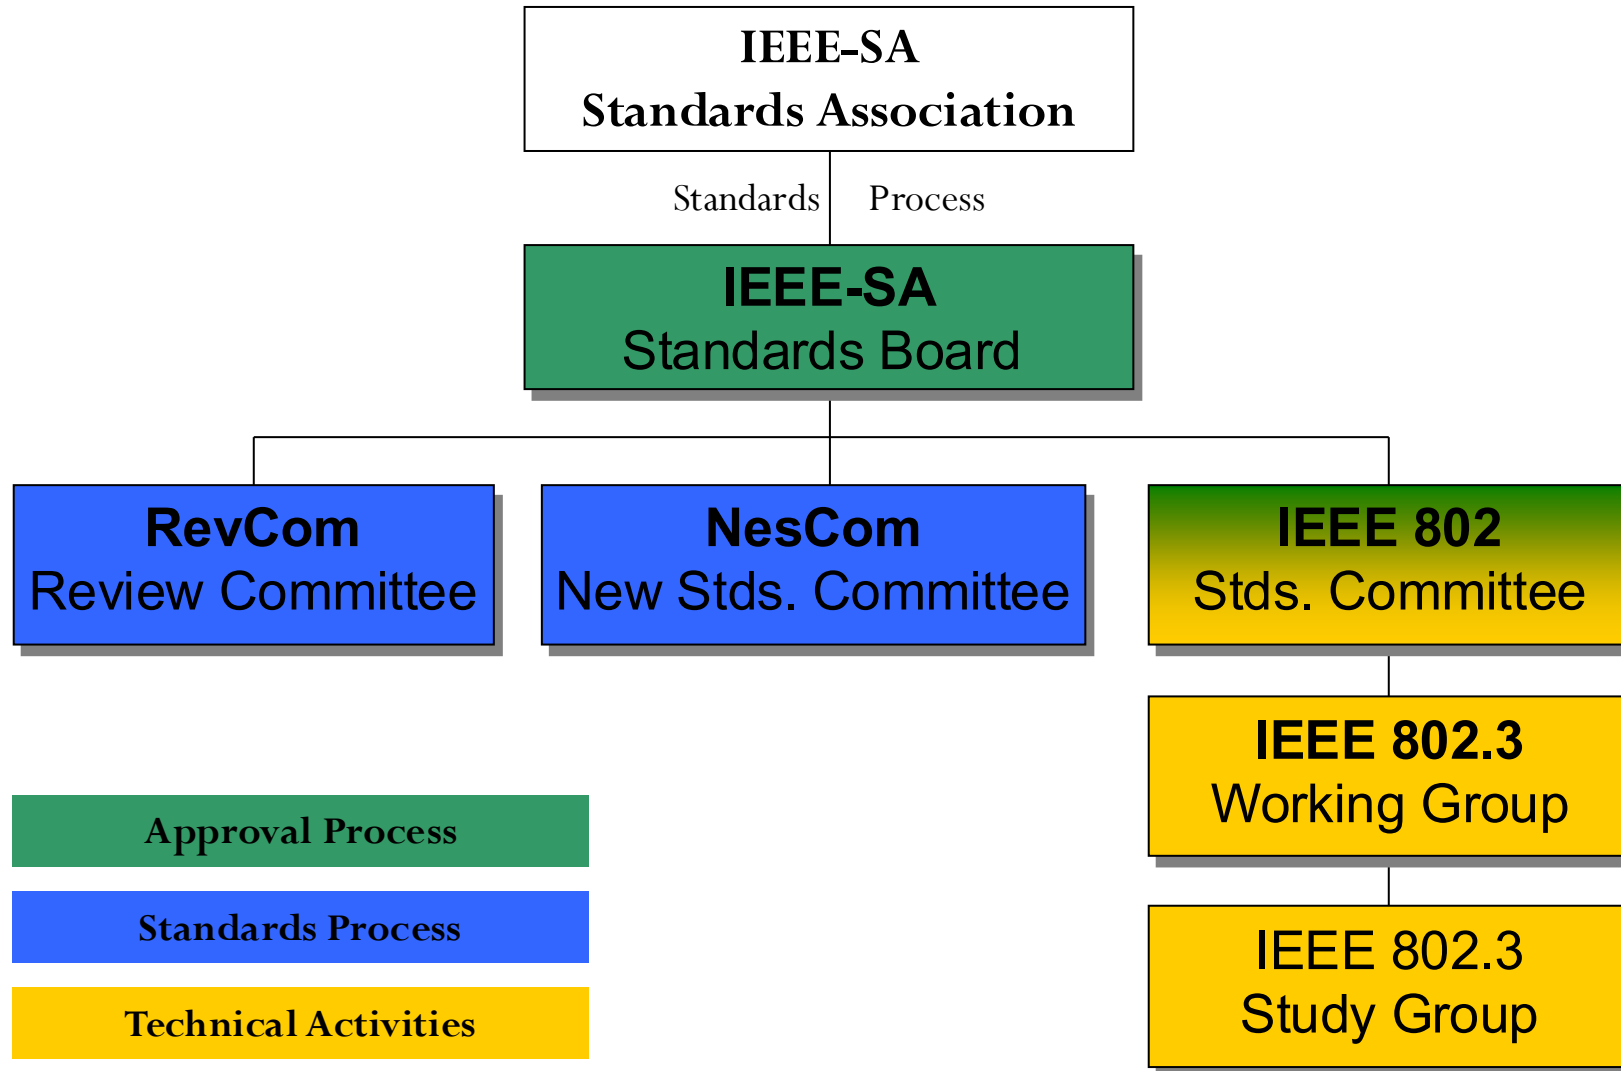 IEEE-SA
Standards Association
Standards Process
IEEE-SA
Standards Board
RevCom
Review Committee
NesCom
New Stds. Committee
IEEE 802
Stds. Committee
IEEE 802.3
Working Group
IEEE 802.3
Study Group
Approval Process
Standards Process
Technical Activities